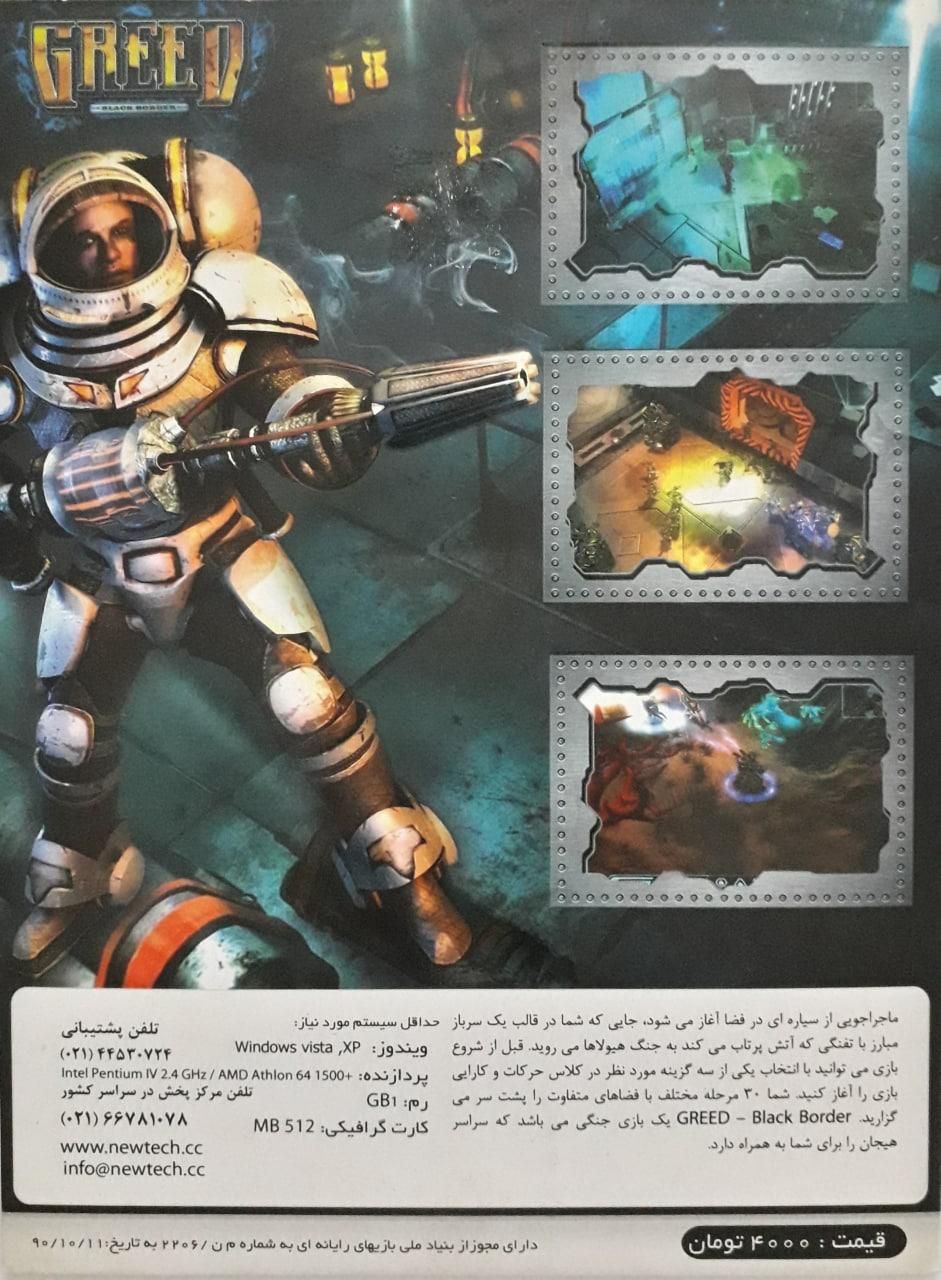 GREED
BLACK BORDER
ماجراجویی از سیاره ای در فضا آغاز می شود، جایی که شما در قالب یک سرباز
مبارز با تفنگی که آتش پرتاب می کند به جنگ هیولاها می روید. قبل از شروع
بازی می توانید با انتخاب یکی از سه گزینه مورد نظر در کلاس حرکات و کارایی
بازی را آغاز کنید. شما ۳۰ مرحله مختلف با فضاهای متفاوت را پشت سر می
گزارید. GREED – Black Border یک بازی جنگی می باشد که سراسر
هیجان را برای شما به همراه دارد.
حداقل سیستم مورد نیاز:
ویندوز: Windows vista ,XP
پردازنده: Intel Pentium IV 2.4 GHz / AMD Athlon 64 1500+
رم: 1GB
کارت گرافیکی: 512 MB
تلفن پشتیبانی
(۰۲۱) ۴۴۵۳۰۷۲۴
تلفن مرکز پخش در سراسر کشور
(۰۲۱) ۶۶۷۸۱۰۷۸
www.newtech.cc
info@newtech.cc
قیمت : ۴۰۰۰ تومان
دارای مجوزاز بنیاد ملی بازیهای رایانه ای به شماره م ن /۲۲۰۶ به تاریخ:۹۰/۱۰/۱۱